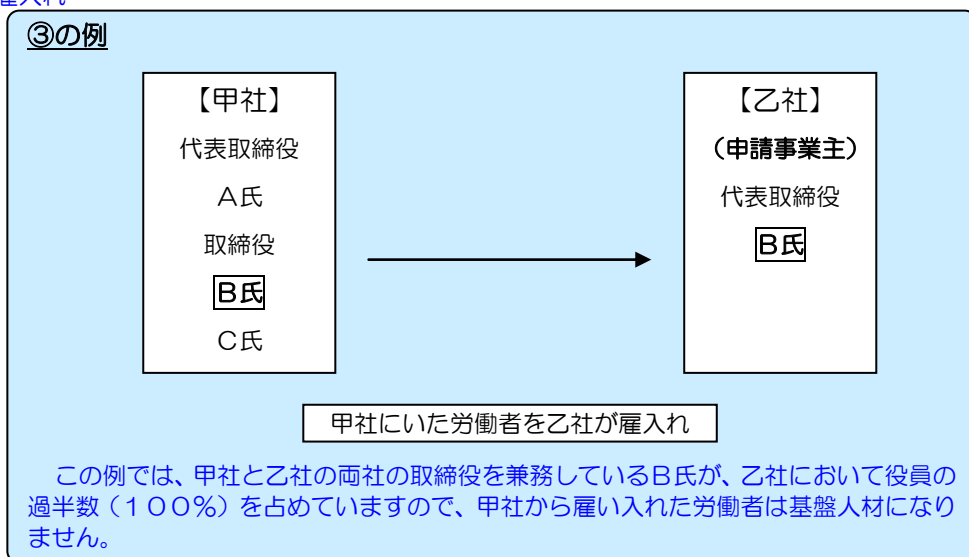 雇入れ
③の例
【甲社】
代表取締役
A氏
取締役
B氏
C氏
【乙社】
(申請事業主)
代表取締役
B氏
甲社にいた労働者を乙社が雇入れ
この例では、甲社と乙社の両社の取締役を兼務しているB氏が、乙社において役員の
過半数(100%)を占めていますので、甲社から雇い入れた労働者は基盤人材になり
ません。